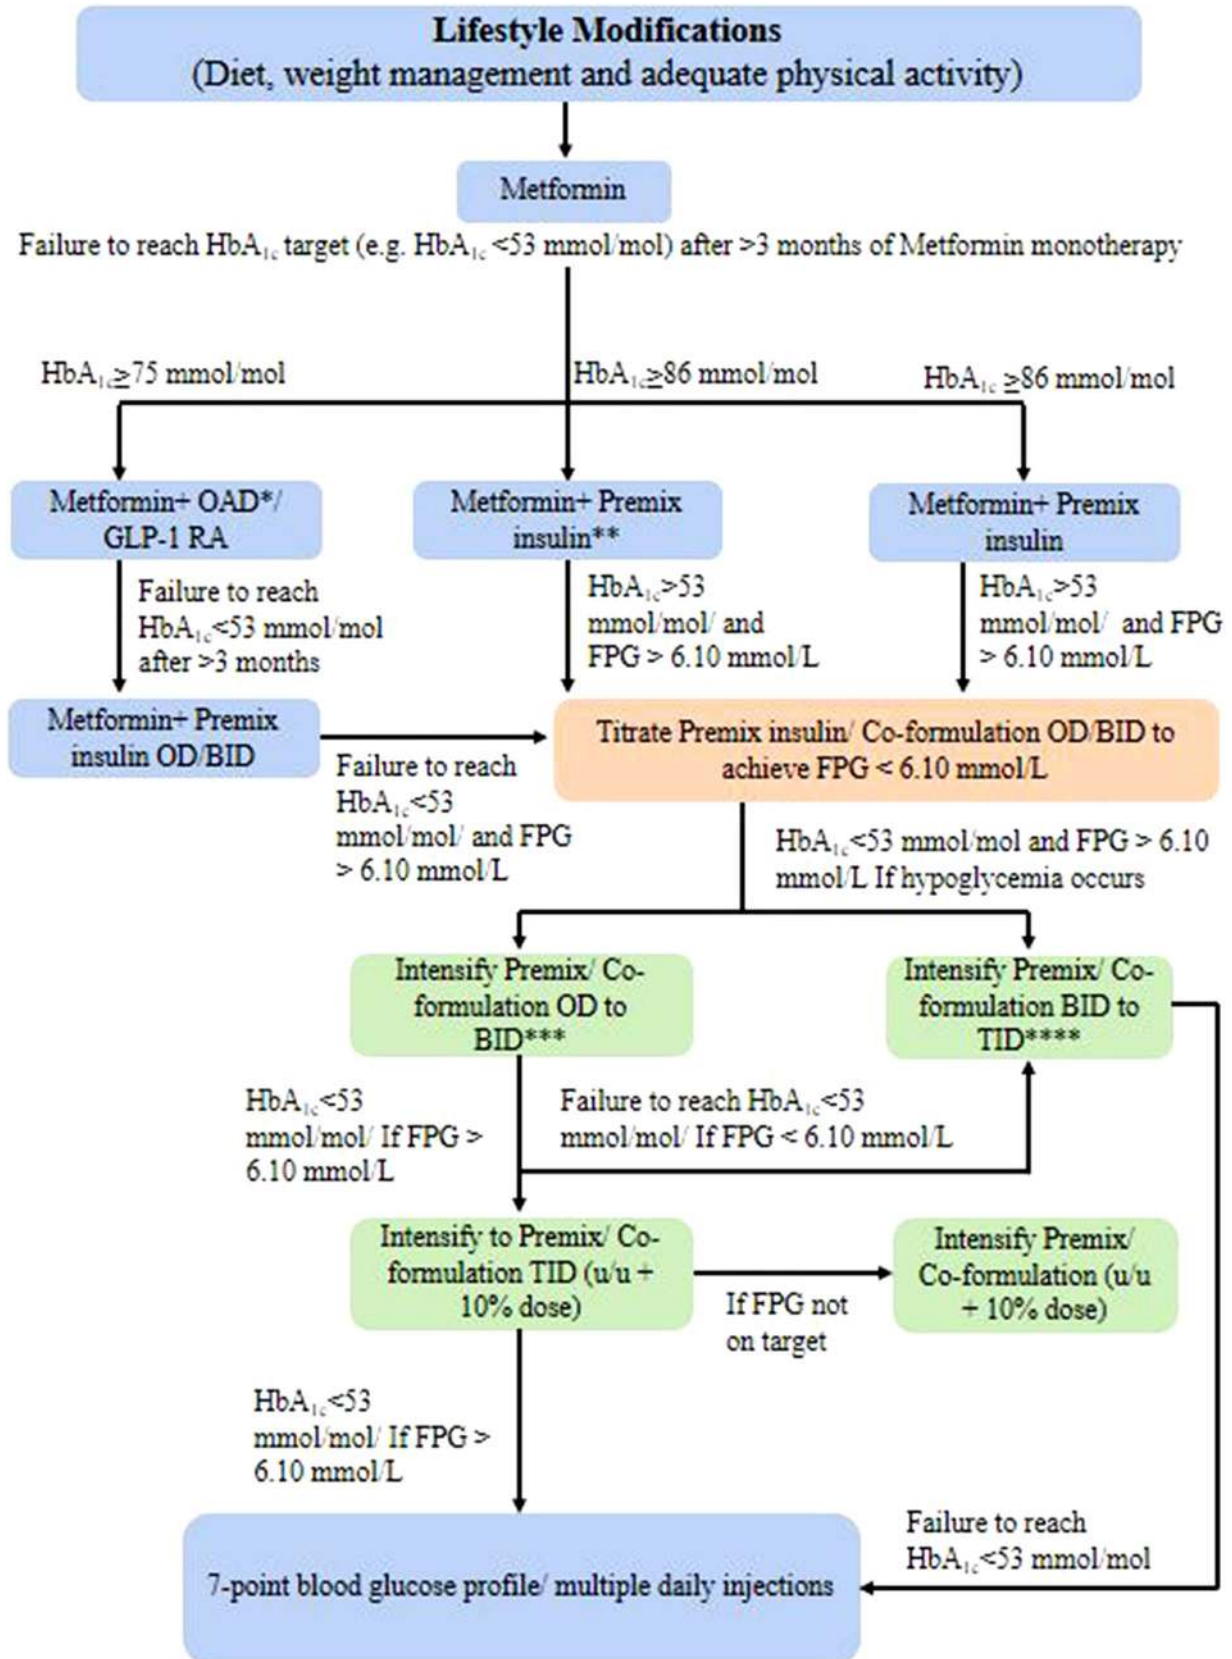 Lifestyle Modifications
(Diet, weight management and adequate physical activity)
Metformin
Failure to reach HbA1c target (e.g. HbA1c <53 mmol/mol) after >3 months of Metformin monotherapy
HbA1c≥75 mmol/mol
HbA1c≥86 mmol/mol
HbA1c ≥86 mmol/mol
Metformin+ OAD*/
GLP-1 RA
Metformin+ Premix
insulin**
Metformin+ Premix
insulin
Failure to reach
HbA1c<53 mmol/mol
after >3 months
HbA1c>53
mmol/mol/ and
FPG > 6.10 mmol/L
HbA1c>53
mmol/mol/ and FPG
> 6.10 mmol/L
Metformin+ Premix
insulin OD/BID
Failure to reach
HbA1c<53
mmol/mol/ and FPG
> 6.10 mmol/L
Titrate Premix insulin/ Co-formulation OD/BID to
achieve FPG < 6.10 mmol/L
HbA1c<53 mmol/mol and FPG > 6.10
mmol/L If hypoglycemia occurs
Intensify Premix/ Co-
formulation OD to
BID***
Intensify Premix/ Co-
formulation BID to
TID****
HbA1c<53
mmol/mol/ If FPG >
6.10 mmol/L
Failure to reach HbA1c<53
mmol/mol/ If FPG < 6.10 mmol/L
Intensify to Premix/ Co-
formulation TID (u/u +
10% dose)
If FPG not
on target
Intensify Premix/
Co-formulation (u/u
+ 10% dose)
HbA1c<53
mmol/mol/ If FPG >
6.10 mmol/L
Failure to reach
HbA1c<53 mmol/mol
7-point blood glucose profile/ multiple daily injections